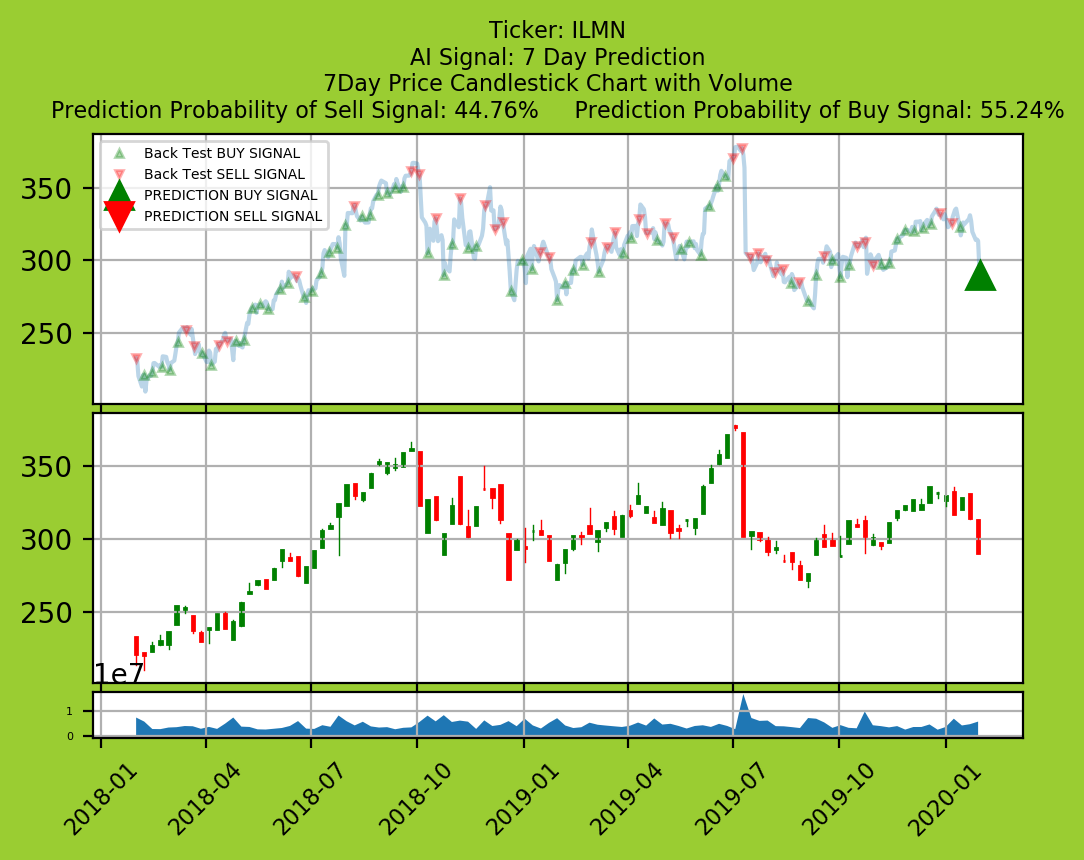 Ticker: ILMN
AI Signal: 7 Day Prediction
7Day Price Candlestick Chart with Volume
Prediction Probability of Sell Signal: 44.76% Prediction Probability of Buy Signal: 55.24%
Back Test BUY SIGNAL
Back Test SELL SIGNAL
PREDICTION BUY SIGNAL
PREDICTION SELL SIGNAL
350
300
250
350
300
250
1e7
1
0
2018-01
2018-04
2018-07
2018-10
2019-01
2019-04
2019-07
2019-10
2020-01